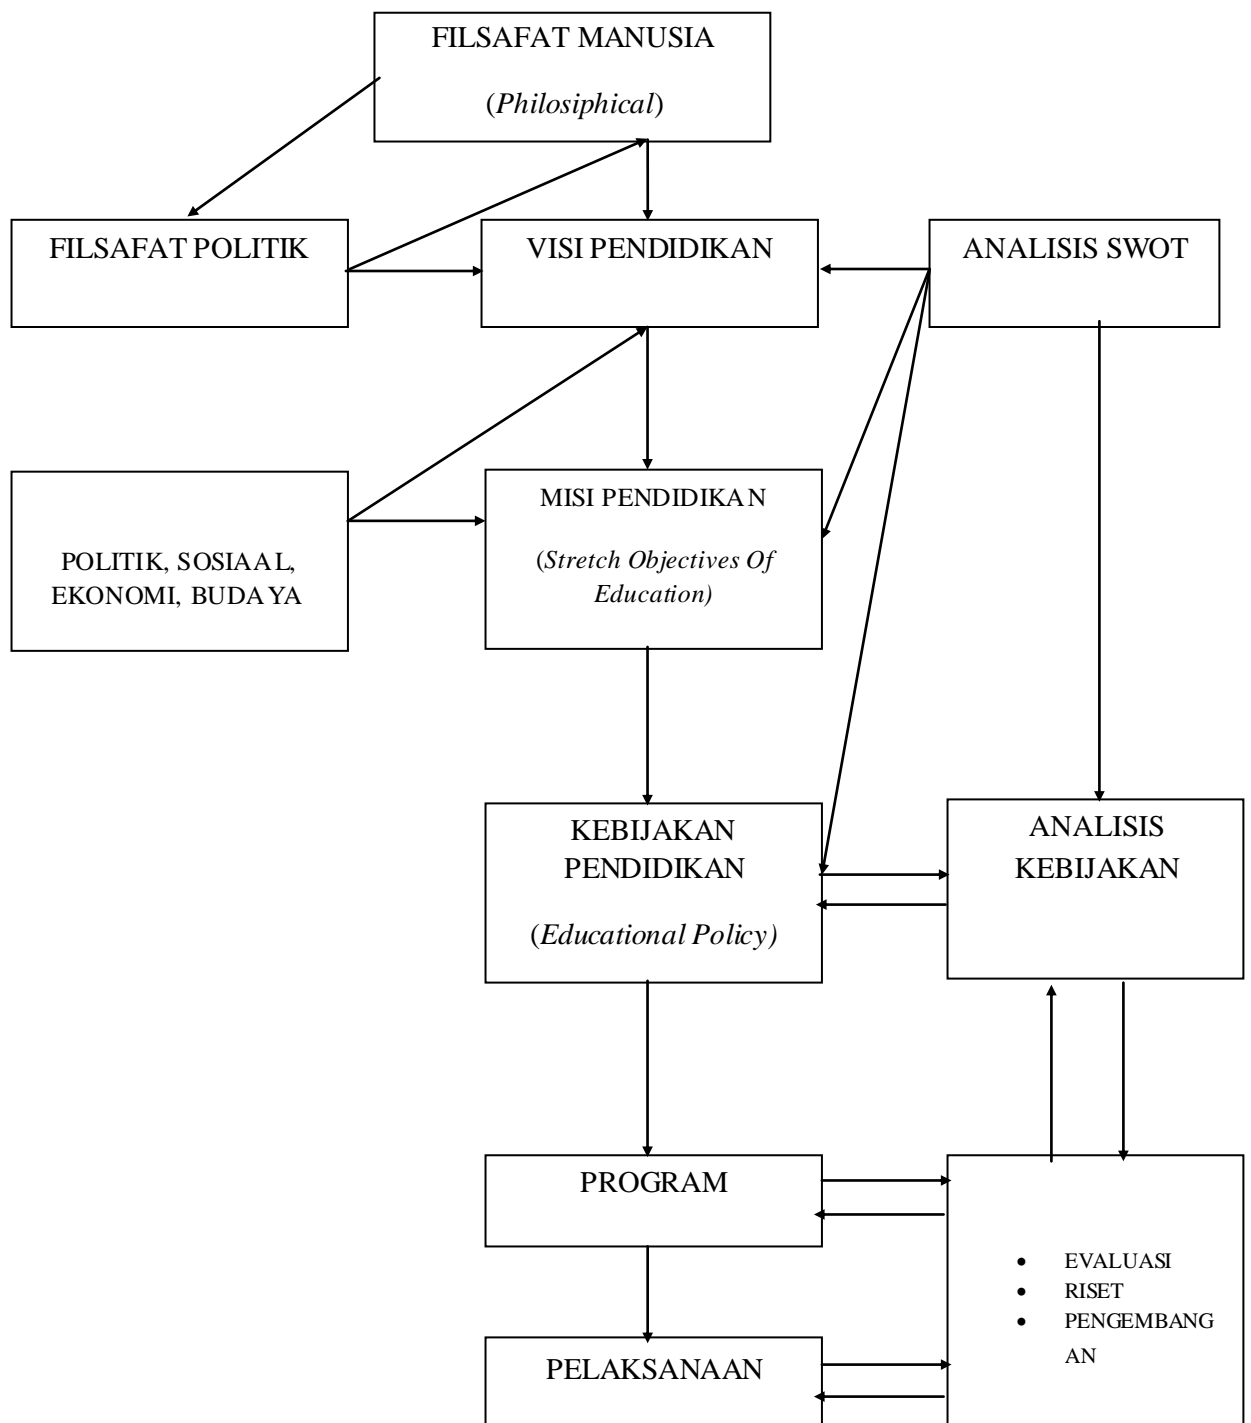 FILSAFAT MANUSIA
(Philosiphical)
FILSAFAT POLITIK
VISI PENDIDIKAN
ANALISIS SWOT
POLITIK, SOSIAAL,
EKONOMI, BUDAYA
MISI PENDIDIKAN
(Stretch Objectives Of
Education)
KEBIJAKAN
PENDIDIKAN
(Educational Policy)
ANALISIS
KEBIJAKAN
PROGRAM
• EVALUASI
• RISET
• PENGEMBANG
AN
PELAKSANAAN